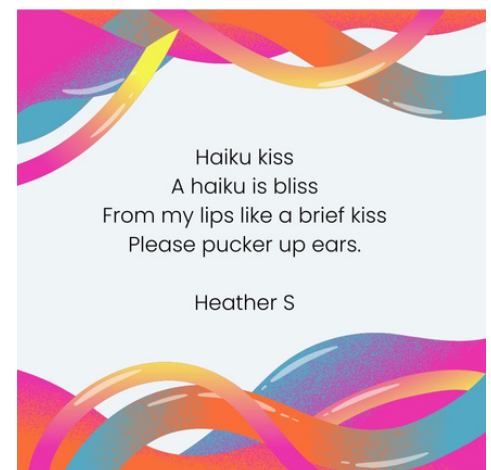 Haiku kiss
A haiku is bliss
From my lips like a brief kiss
Please pucker up ears.
Heather S